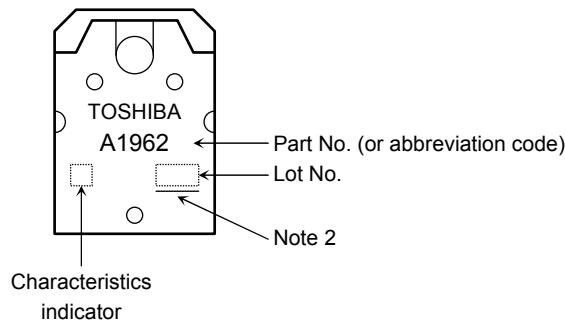 TOSHIBA
A1962
Part No. (or abbreviation code)
Lot No.
Note 2
Characteristics
indicator